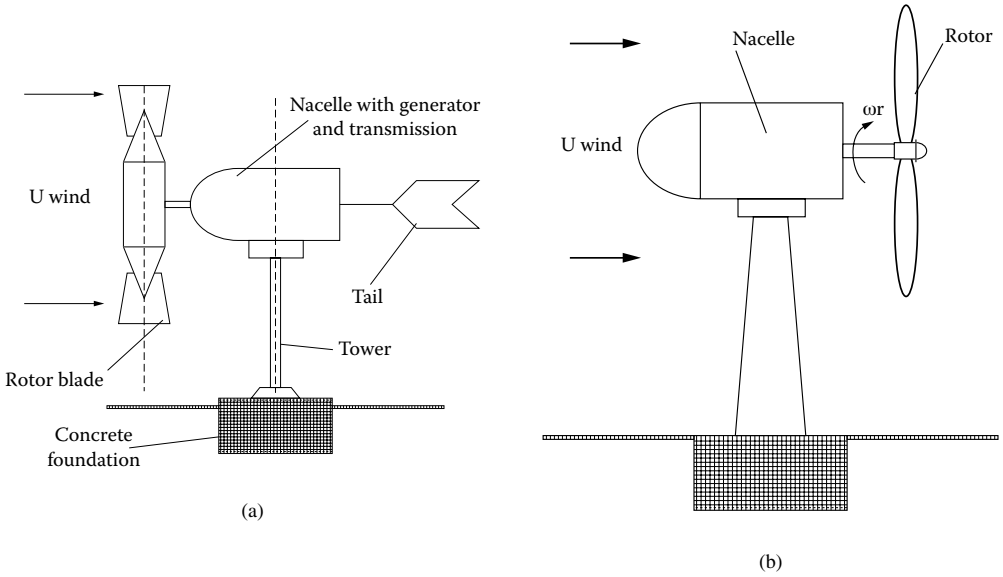 Nacelle with generator
and transmission
U wind
Tail
Tower
Rotor blade
Concrete
foundation
(a)
Rotor
Nacelle
ωr
U wind
(b)